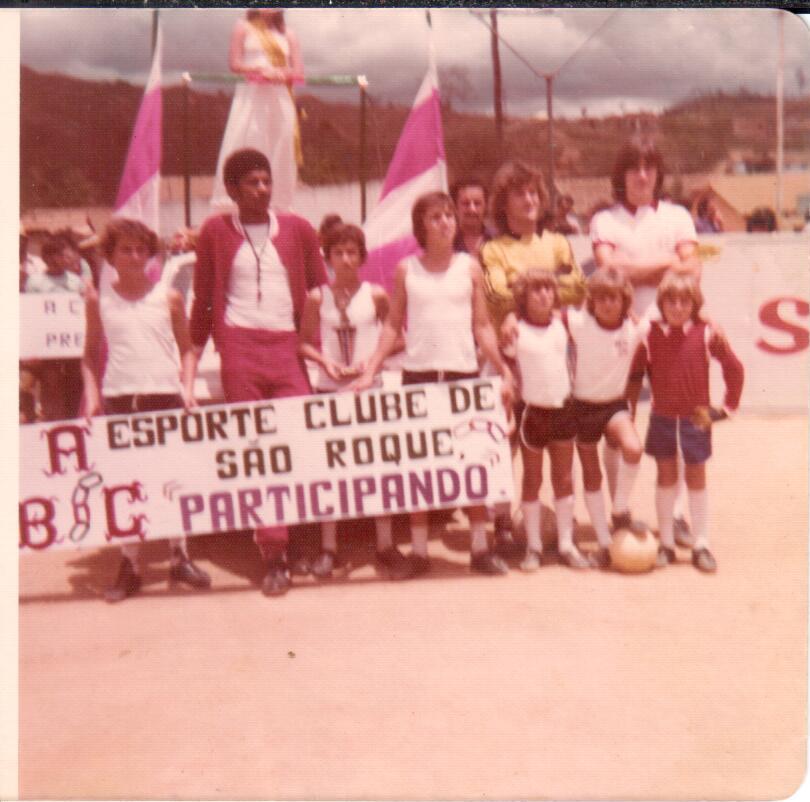 A ESPORTE CLUBE DE
SÃO ROQUE,
B C "PARTICIPANDO".
A C
PRE
S